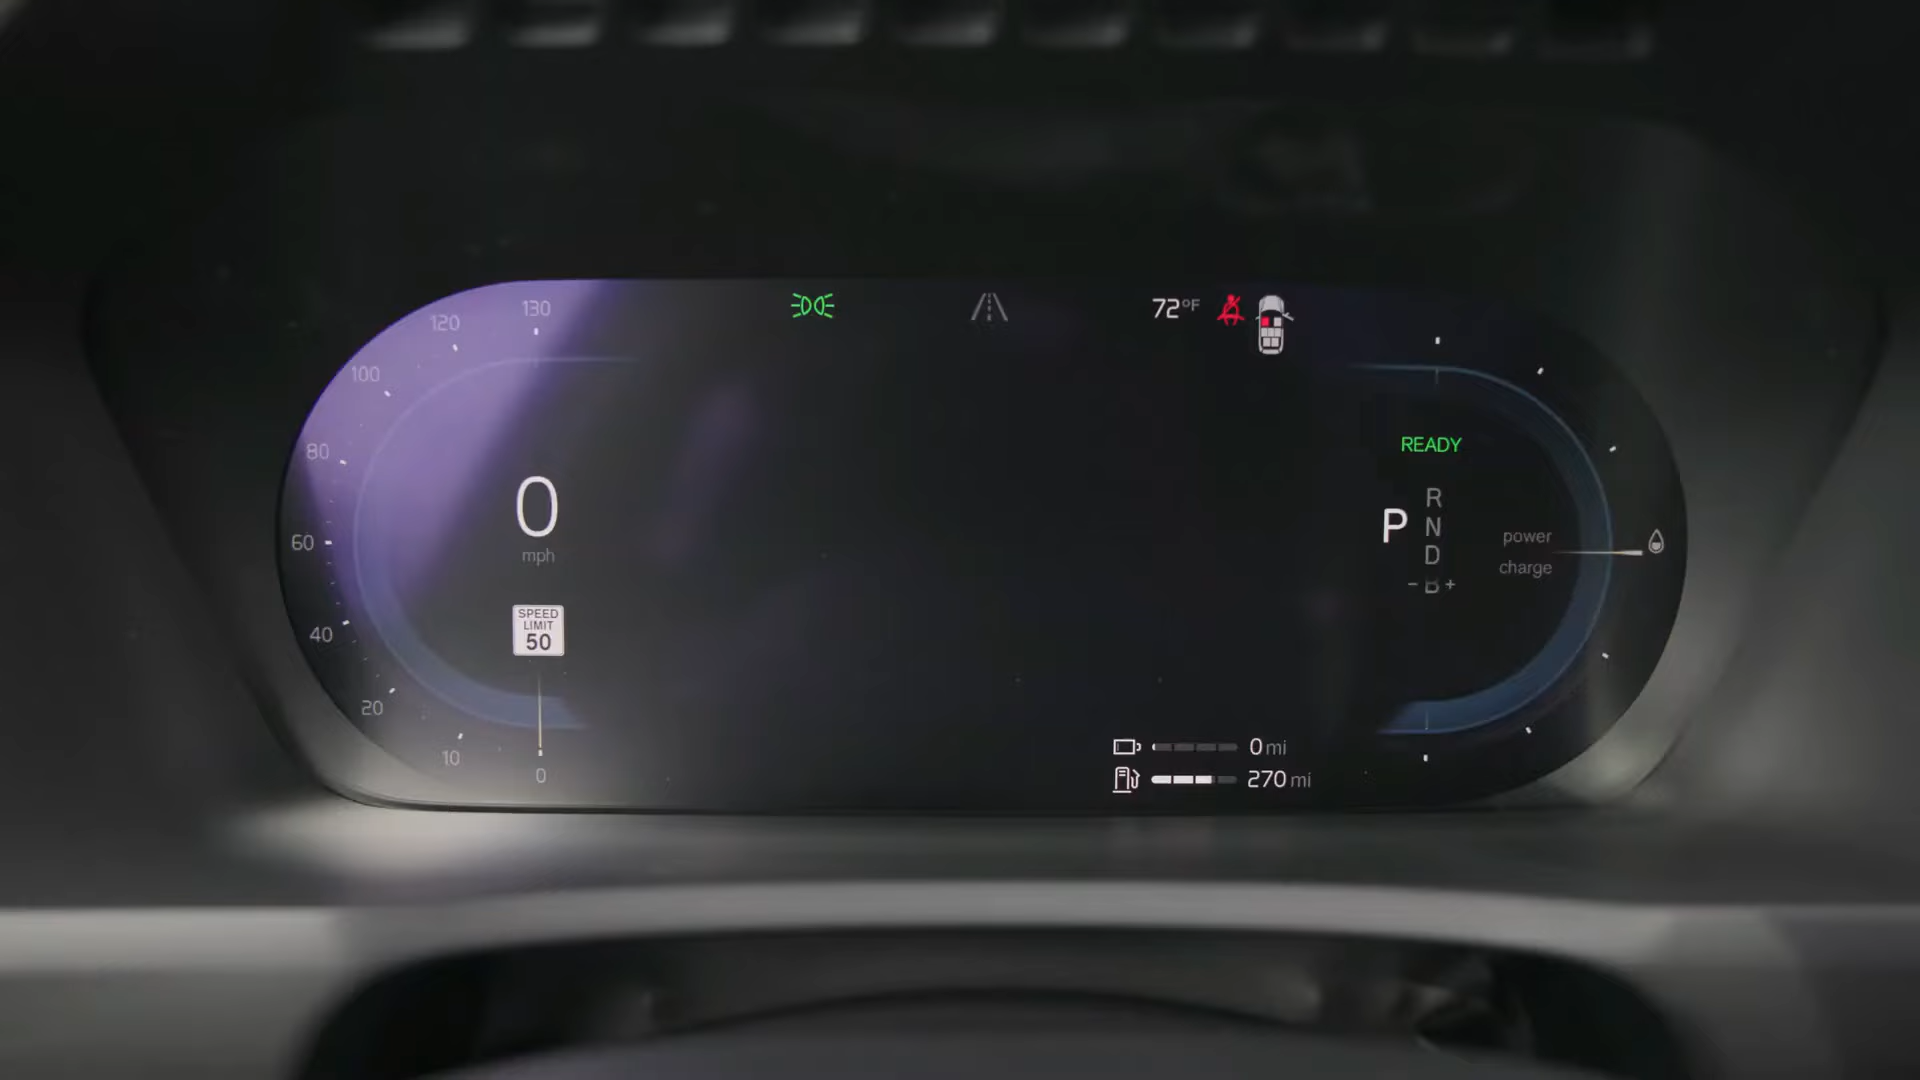 130
120
100
80
60
40
20
10
0
0
mph
SPEED
LIMIT
50
72°F
READY
P
R
N
D
- B +
power
charge
0 mi
270 mi